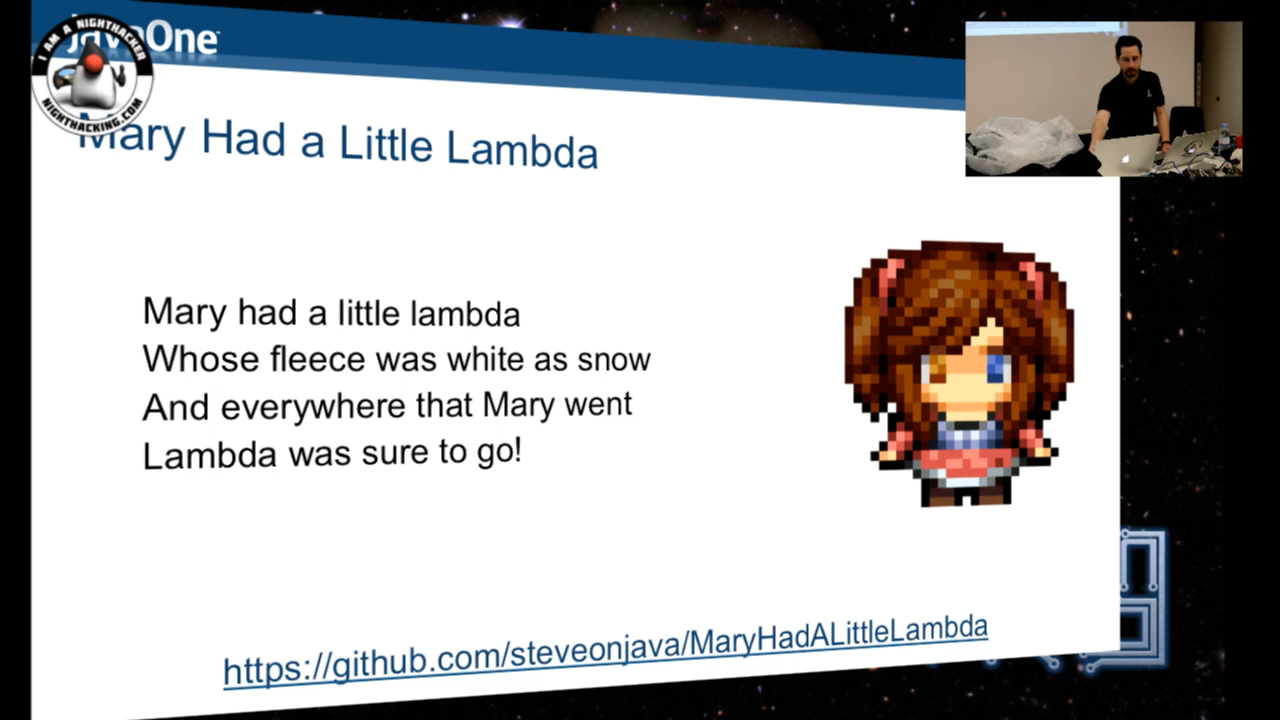 JavaOne
I AM A NIGHTHACKER
NIGHTHACKING.COM
Mary Had a Little Lambda
Mary had a little lambda
Whose fleece was white as snow
And everywhere that Mary went
Lambda was sure to go!
https://github.com/steveonjava/MaryHadALittleLambda